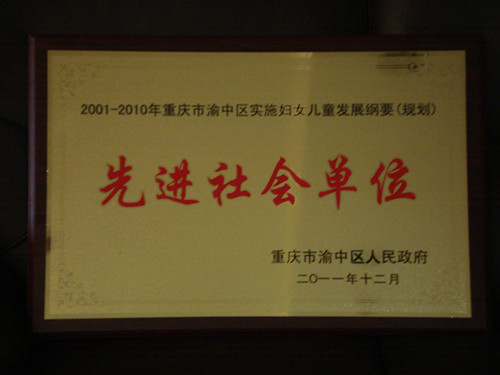 2001-2010年重庆市渝中区实施妇女儿童发展纲要(规划)
先进社会单位
重庆市渝中区人民政府
二〇一一年十二月